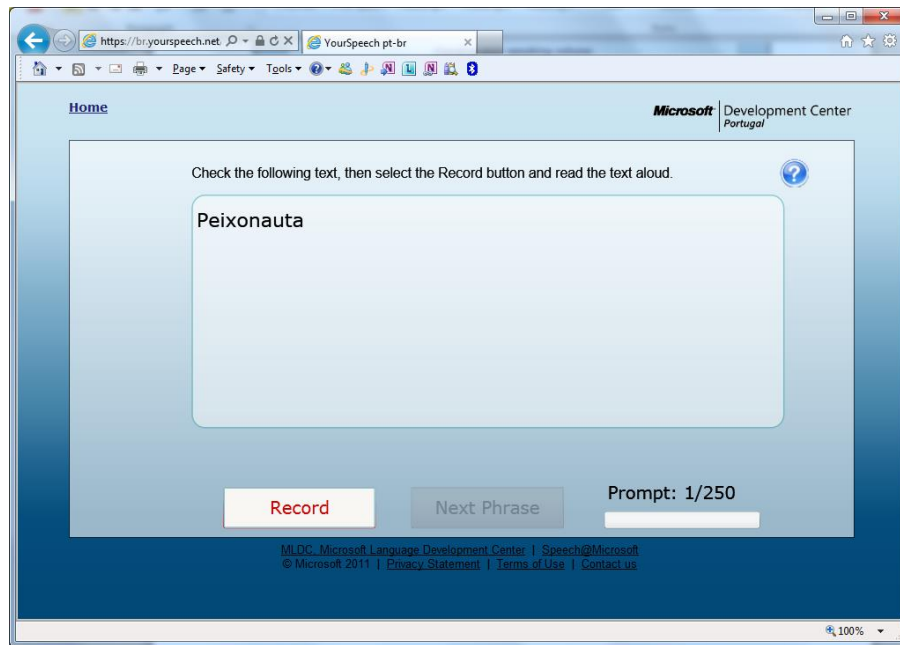 https://br.yourspeech.net
YourSpeech pt-br
Page Safety Tools
Home
Microsoft Development Center
Portugal
Check the following text, then select the Record button and read the text aloud.
Peixonauta
Record
Next Phrase
Prompt: 1/250
MLDC, Microsoft Language Development Center | Speech@Microsoft
© Microsoft 2011 | Privacy Statement | Terms of Use | Contact us
100%